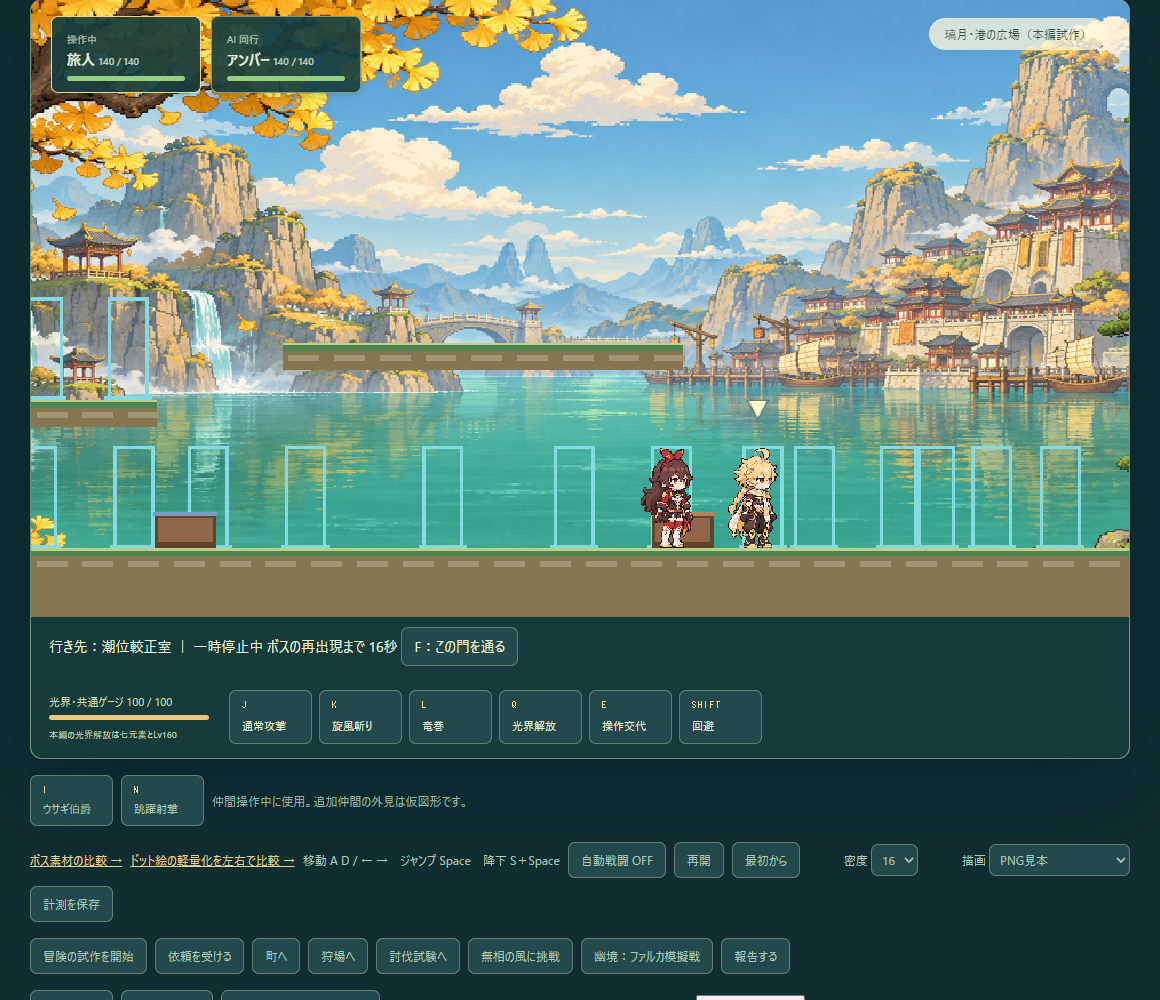 操作中
旅人 140 / 140
AI 同行
アンバー 140 / 140
璃月・港の広場（本編試作）
行き先：潮位較正室 ｜ 一時停止中 ボスの再出現まで 16秒
F：この門を通る
光界・共通ゲージ 100 / 100
本編の光界解放は七元素とLv160
J
通常攻撃
K
旋風斬り
L
竜巻
Q
光界解放
E
操作交代
SHIFT
回避
I
ウサギ伯爵
N
跳躍射撃
仲間操作中に使用。追加仲間の外見は仮図形です。
ボス素材の比較 → ドット絵の軽量化を左右で比較 → 移動 A D / ← → ジャンプ Space 降下 S＋Space
自動戦闘 OFF
再開
最初から
密度 16
描画 PNG見本
計測を保存
冒険の試作を開始
依頼を受ける
町へ
狩場へ
討伐試験へ
無相の風に挑戦
幽境：ファルカ模擬戦
報告する